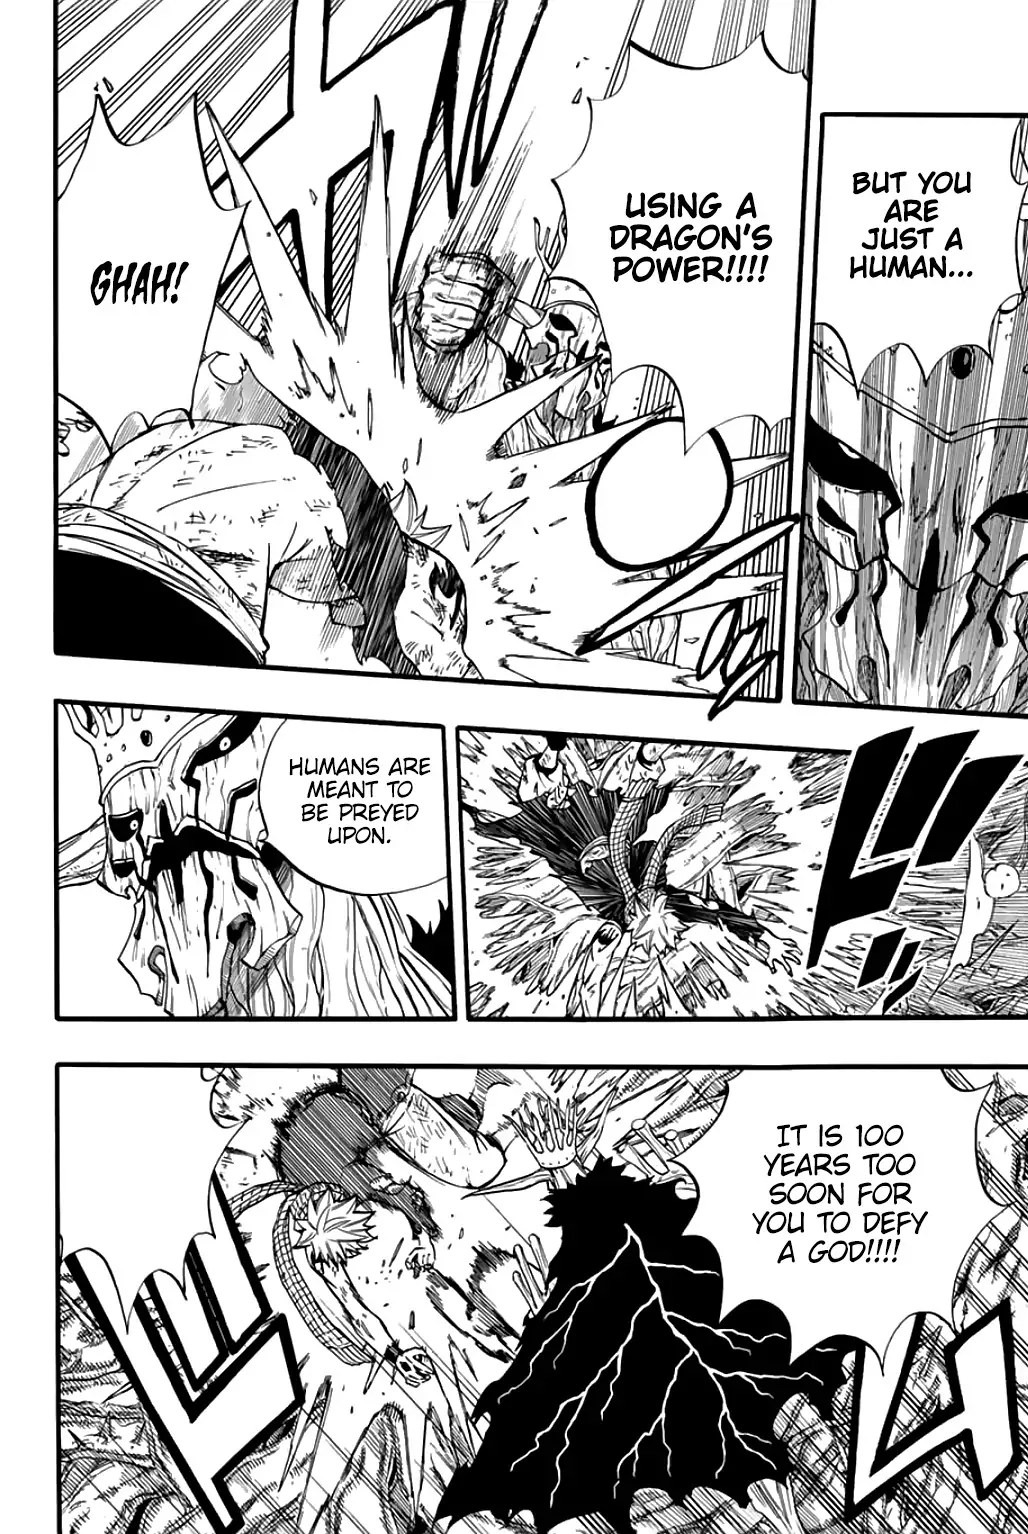 BUT YOU
ARE
JUST A
HUMAN...
USING A
DRAGON'S
POWER!!!!
GHAH!
HUMANS ARE
MEANT TO
BE PREYED
UPON.
IT IS 100
YEARS TOO
SOON FOR
YOU TO DEFY
A GOD!!!!